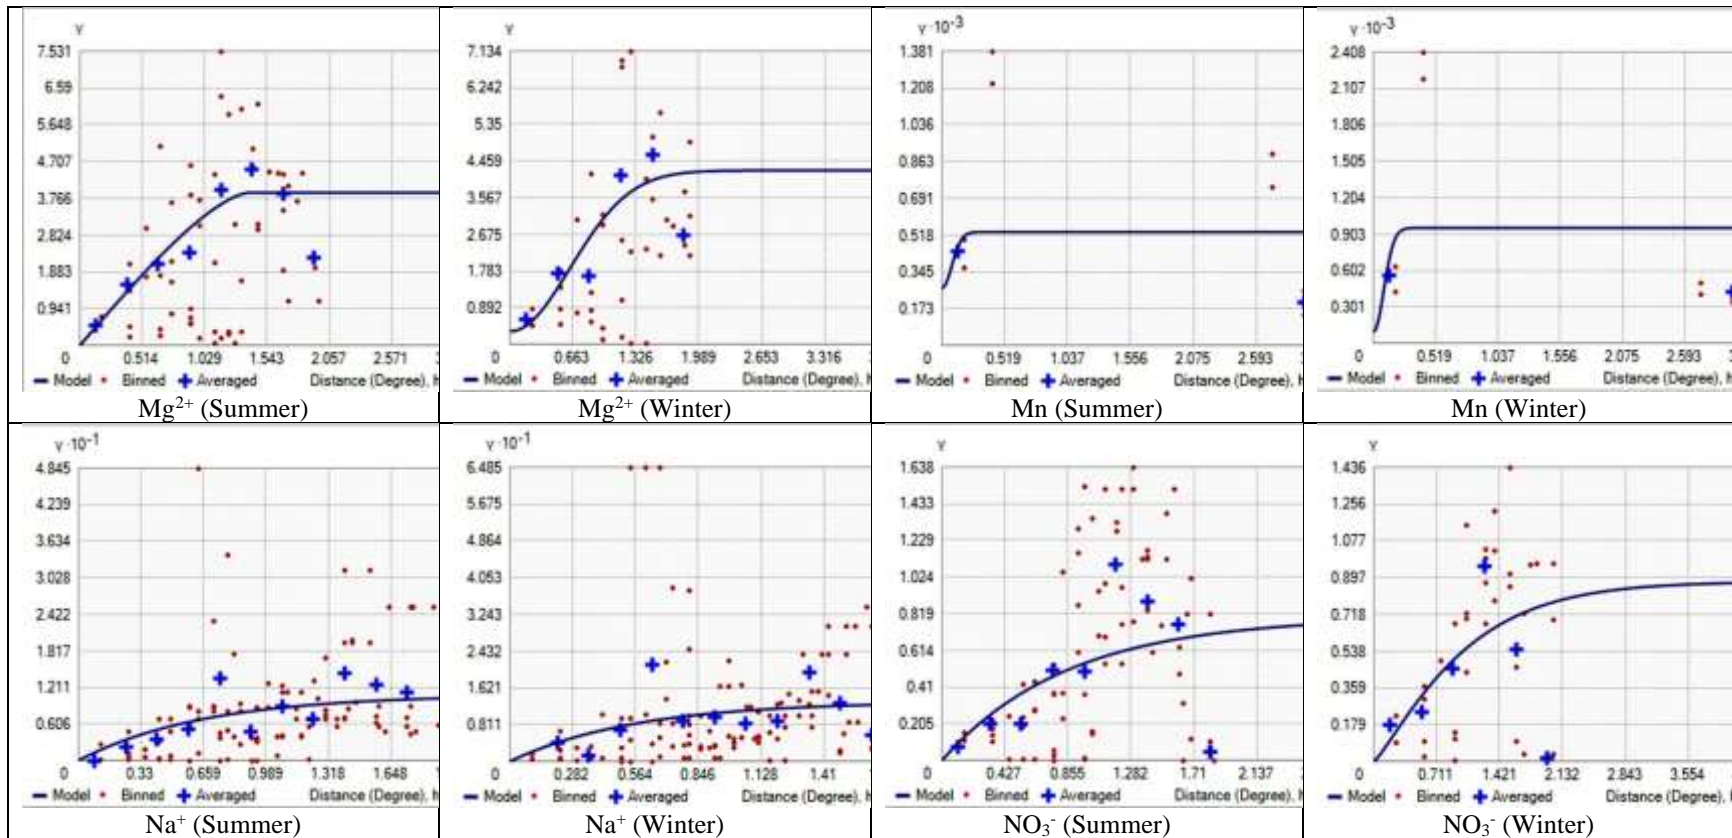 γ
7.531
6.59
5.648
4.707
3.766
2.824
1.883
0.941
0 0.514 1.029 1.543 2.057 2.571
Model Binned Averaged Distance (Degree), h
Mg²⁺ (Summer)
γ
7.134
6.242
5.35
4.459
3.567
2.675
1.783
0.892
0 0.663 1.326 1.989 2.653 3.316
Model Binned Averaged Distance (Degree), h
Mg²⁺ (Winter)
γ·10⁻³
1.381
1.208
1.036
0.863
0.691
0.518
0.345
0.173
0 0.519 1.037 1.556 2.075 2.593
Model Binned Averaged Distance (Degree), h
Mn (Summer)
γ·10⁻³
2.408
2.107
1.806
1.505
1.204
0.903
0.602
0.301
0 0.519 1.037 1.556 2.075 2.593
Model Binned Averaged Distance (Degree), h
Mn (Winter)
γ·10⁻¹
4.845
4.239
3.634
3.028
2.422
1.817
1.211
0.606
0 0.33 0.659 0.989 1.318 1.648
Model Binned Averaged Distance (Degree), h
Na⁺ (Summer)
γ·10⁻¹
6.485
5.675
4.864
4.053
3.243
2.432
1.621
0.811
0 0.282 0.564 0.846 1.128 1.41
Model Binned Averaged Distance (Degree), h
Na⁺ (Winter)
γ
1.638
1.433
1.229
1.024
0.819
0.614
0.41
0.205
0 0.427 0.855 1.282 1.71 2.137
Model Binned Averaged Distance (Degree), h
NO₃⁻ (Summer)
γ
1.436
1.256
1.077
0.897
0.718
0.538
0.359
0.179
0 0.711 1.421 2.132 2.843 3.554
Model Binned Averaged Distance (Degree), h
NO₃⁻ (Winter)